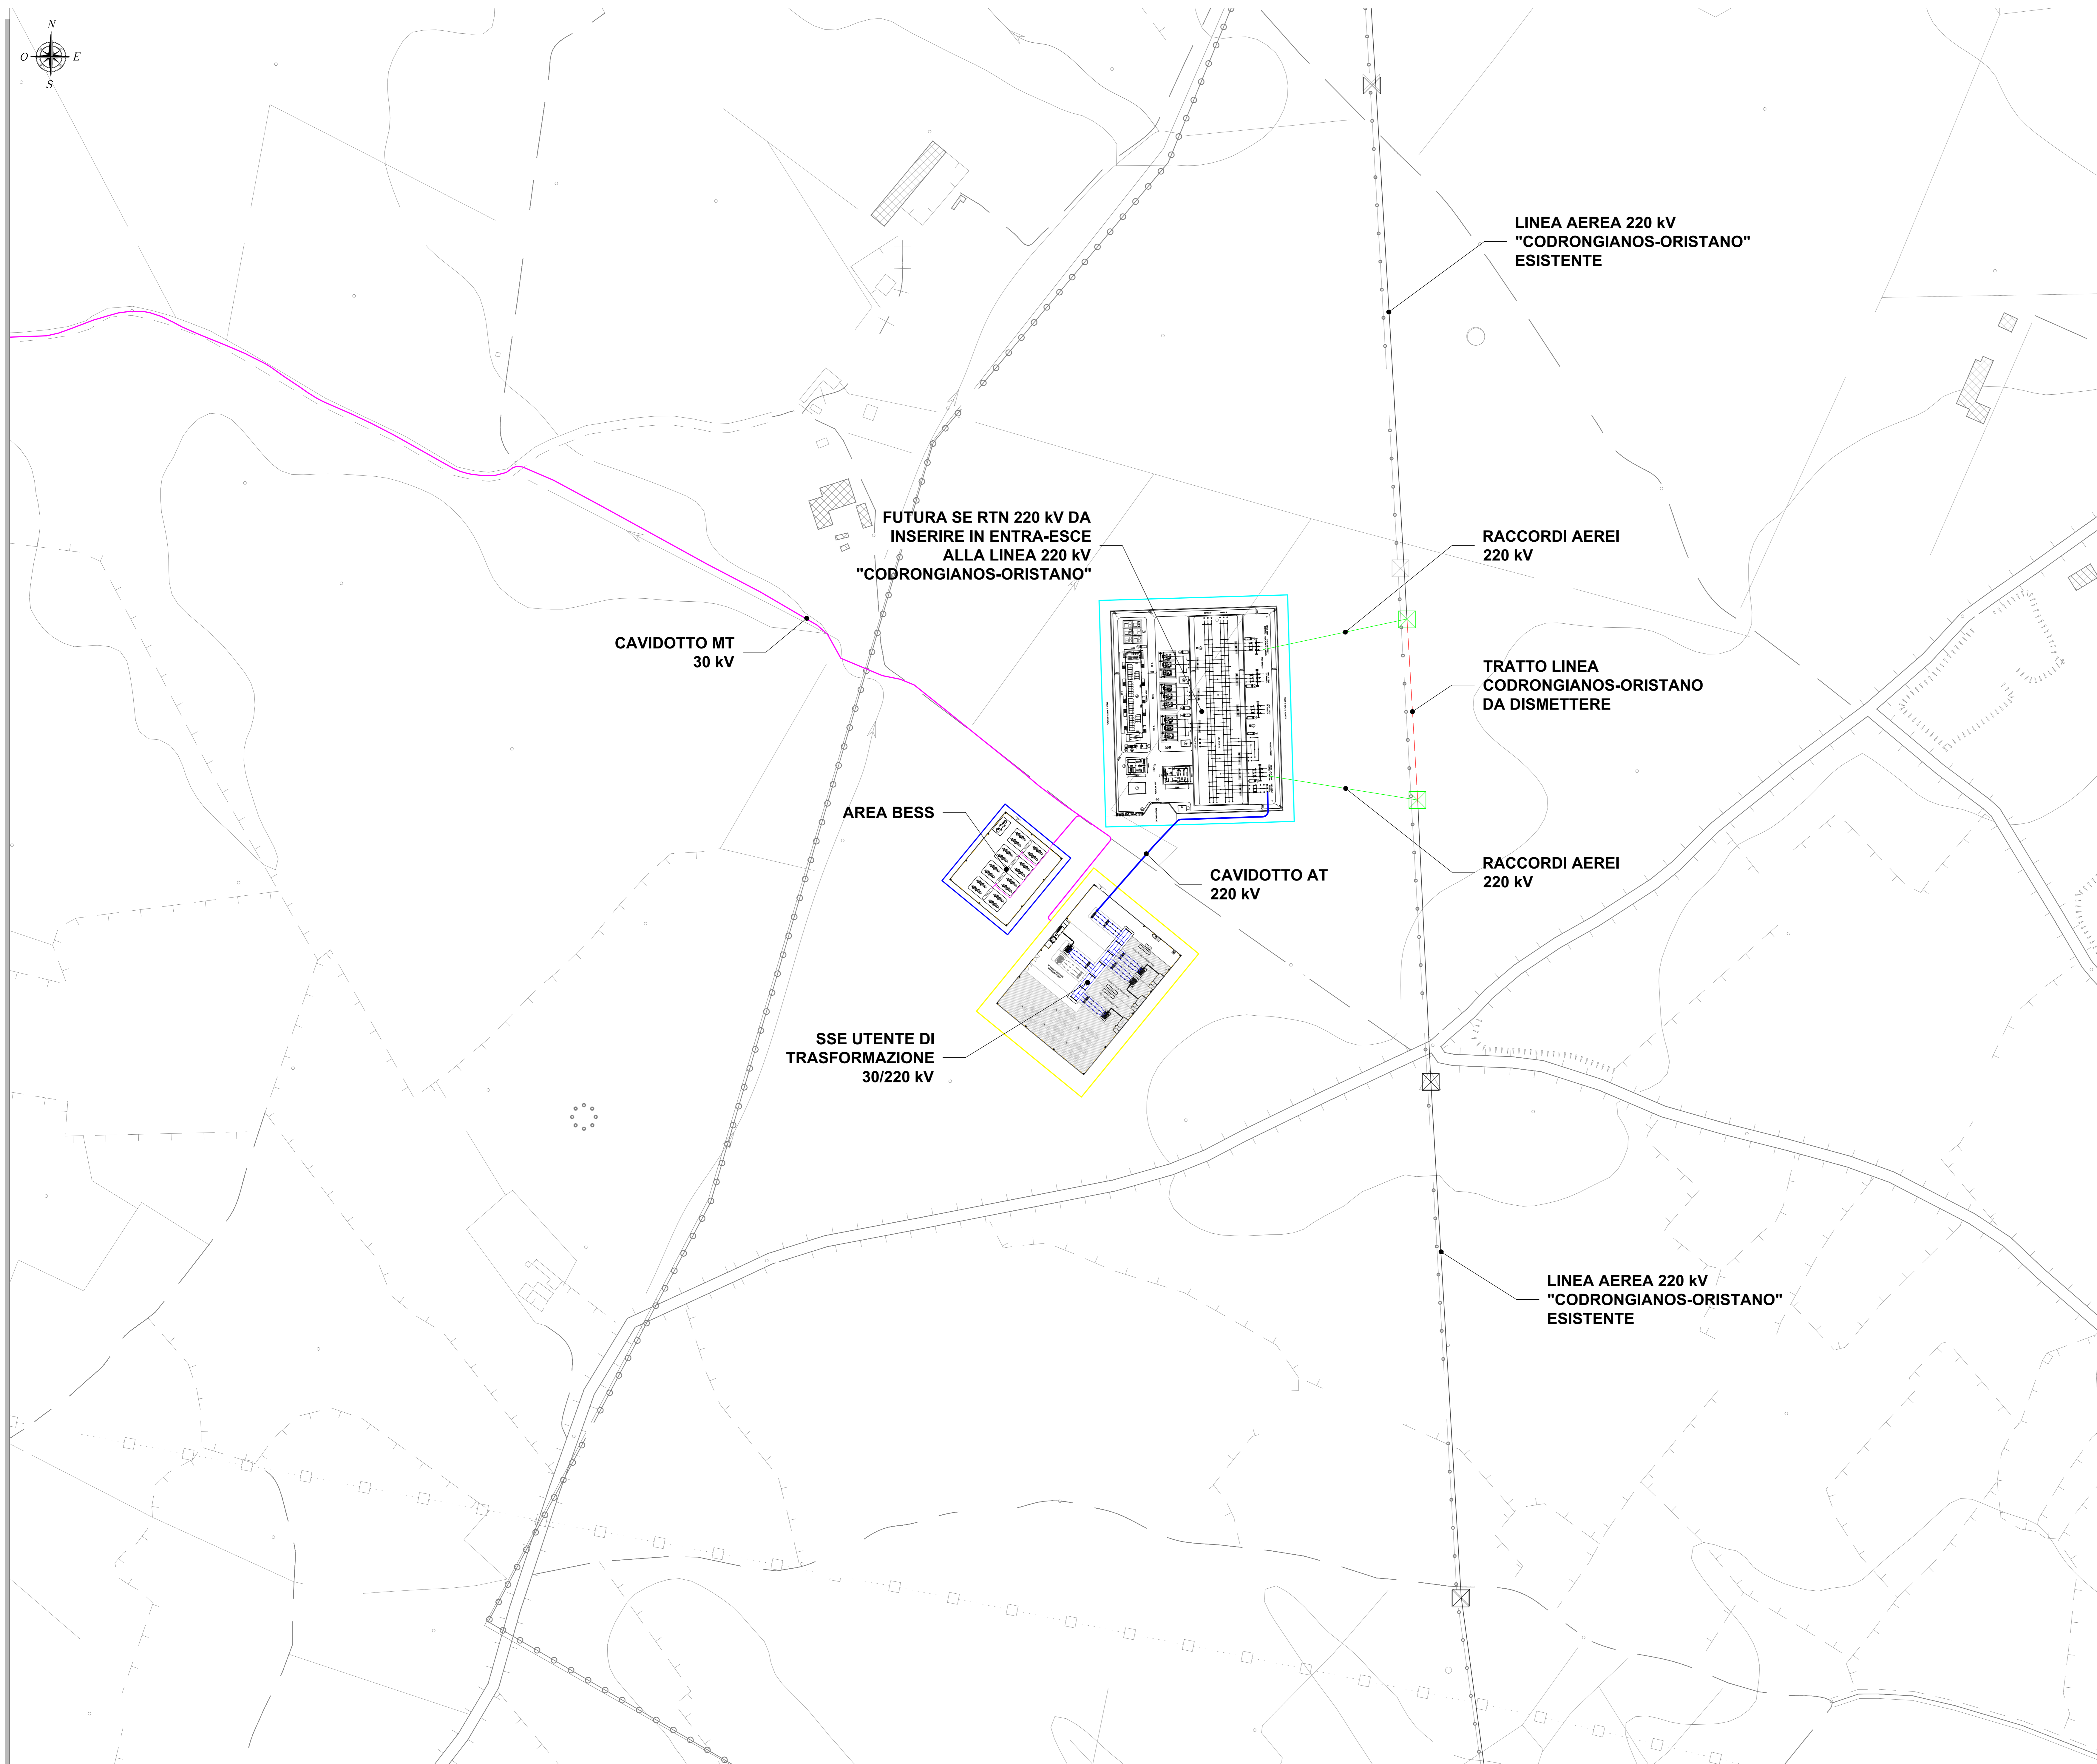 N
O E
S
LINEA AEREA 220 kV
"CODRONGIANOS-ORISTANO"
ESISTENTE
FUTURA SE RTN 220 kV DA
INSERIRE IN ENTRA-ESCE
ALLA LINEA 220 kV
"CODRONGIANOS-ORISTANO"
RACCORDI AEREI
220 kV
CAVIDOTTO MT
30 kV
TRATTO LINEA
CODRONGIANOS-ORISTANO
DA DISMETTERE
AREA BESS
RACCORDI AEREI
220 kV
CAVIDOTTO AT
220 kV
SSE UTENTE DI
TRASFORMAZIONE
30/220 kV
LINEA AEREA 220 kV
"CODRONGIANOS-ORISTANO"
ESISTENTE